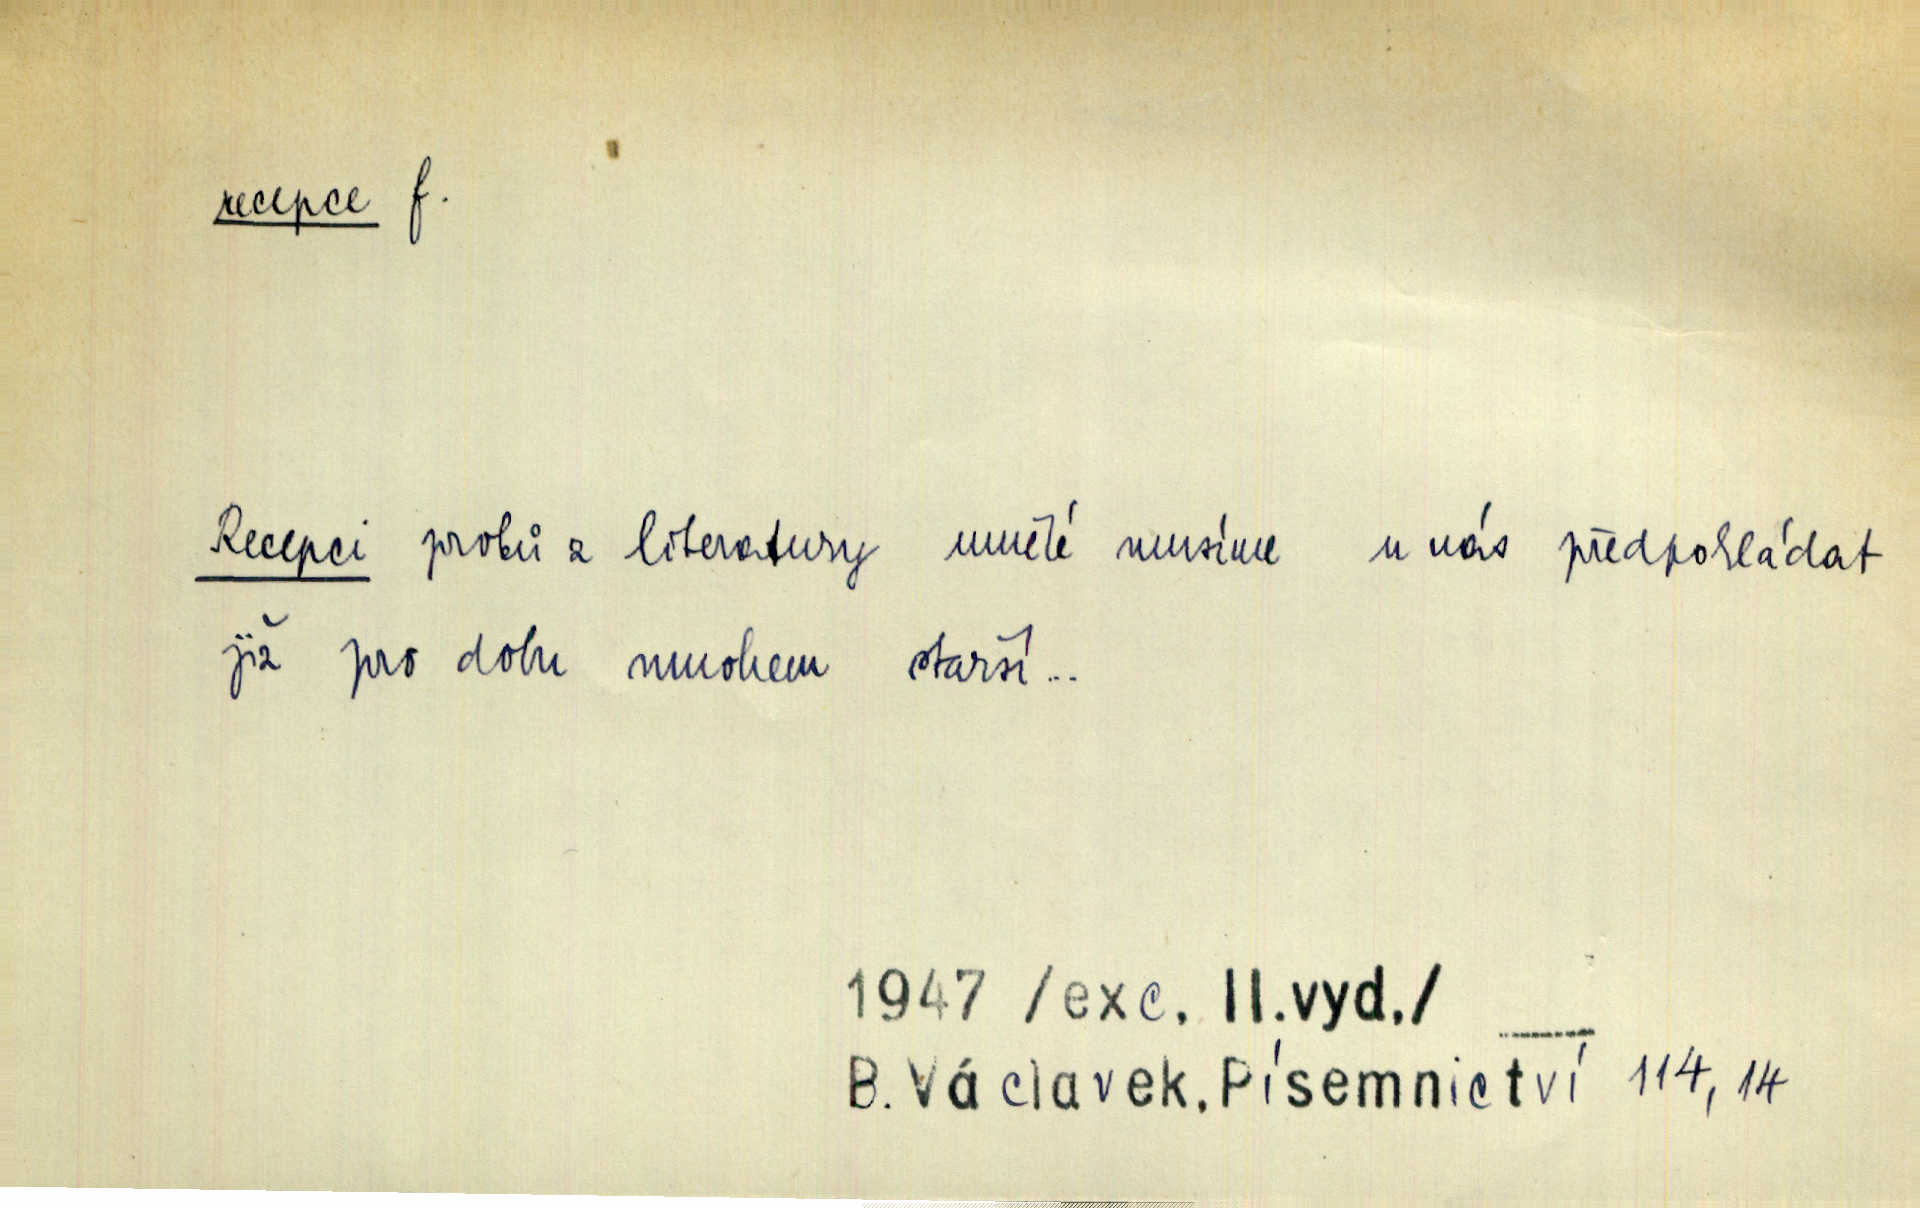 recepce f.
Recepci prvků z literatury umělé musíme u nás předpokládat
již pro dobu mnohem starší...
1947 /exc. II.vyd./
B.Václavek,Písemnictví 114, 14